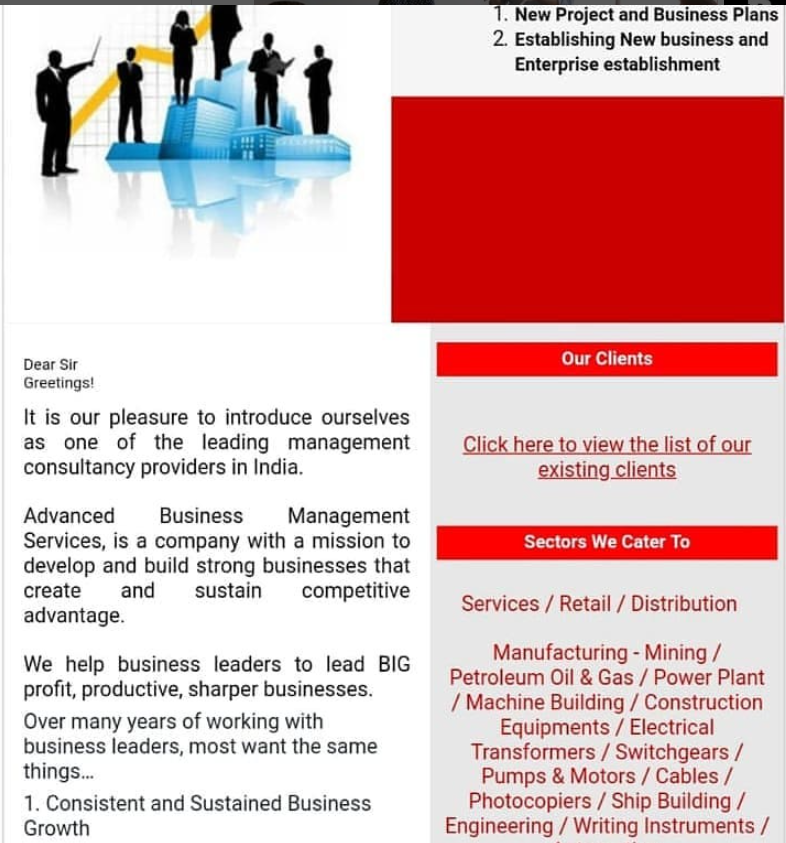 1. New Project and Business Plans
2. Establishing New business and
Enterprise establishment
Dear Sir
Greetings!
It is our pleasure to introduce ourselves
as one of the leading management
consultancy providers in India.
Advanced Business Management
Services, is a company with a mission to
develop and build strong businesses that
create and sustain competitive
advantage.
We help business leaders to lead BIG
profit, productive, sharper businesses.
Over many years of working with
business leaders, most want the same
things...
1. Consistent and Sustained Business
Growth
Our Clients
Click here to view the list of our
existing clients
Sectors We Cater To
Services / Retail / Distribution
Manufacturing - Mining /
Petroleum Oil & Gas / Power Plant
/ Machine Building / Construction
Equipments / Electrical
Transformers / Switchgears /
Pumps & Motors / Cables /
Photocopiers / Ship Building /
Engineering / Writing Instruments /